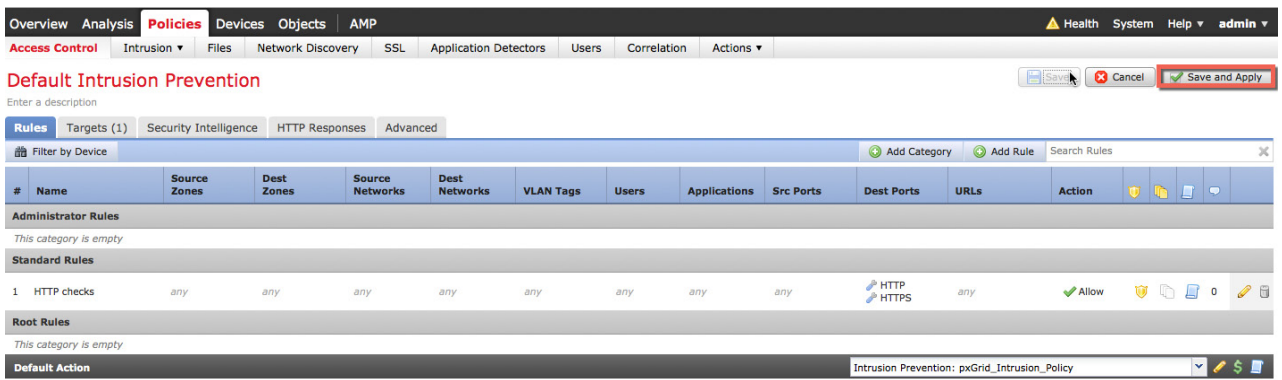 Overview Analysis Policies Devices Objects AMP Health System Help ▾ admin ▾
Access Control Intrusion ▾ Files Network Discovery SSL Application Detectors Users Correlation Actions ▾
Default Intrusion Prevention Save Cancel Save and Apply
Enter a description
Rules Targets (1) Security Intelligence HTTP Responses Advanced
Filter by Device Add Category Add Rule Search Rules
# Name Source Zones Dest Zones Source Networks Dest Networks VLAN Tags Users Applications Src Ports Dest Ports URLs Action
Administrator Rules
This category is empty
Standard Rules
1 HTTP checks any any any any any any any any HTTP HTTPS any Allow 0
Root Rules
This category is empty
Default Action Intrusion Prevention: pxGrid_Intrusion_Policy